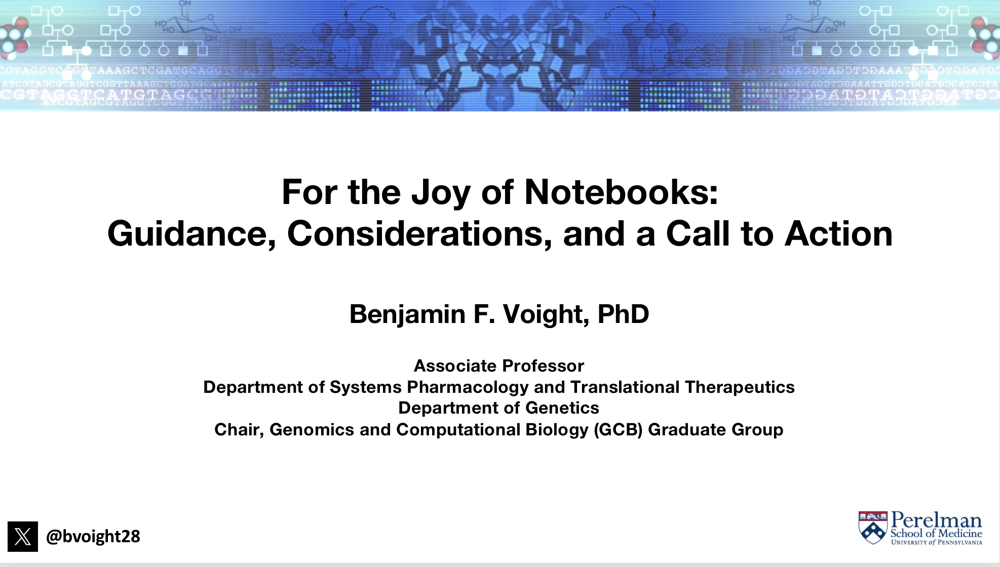 CGTAGGTCATGTAGCGT
For the Joy of Notebooks:
Guidance, Considerations, and a Call to Action
Benjamin F. Voight, PhD
Associate Professor
Department of Systems Pharmacology and Translational Therapeutics
Department of Genetics
Chair, Genomics and Computational Biology (GCB) Graduate Group
@bvoight28
Perelman
School of Medicine
University of Pennsylvania